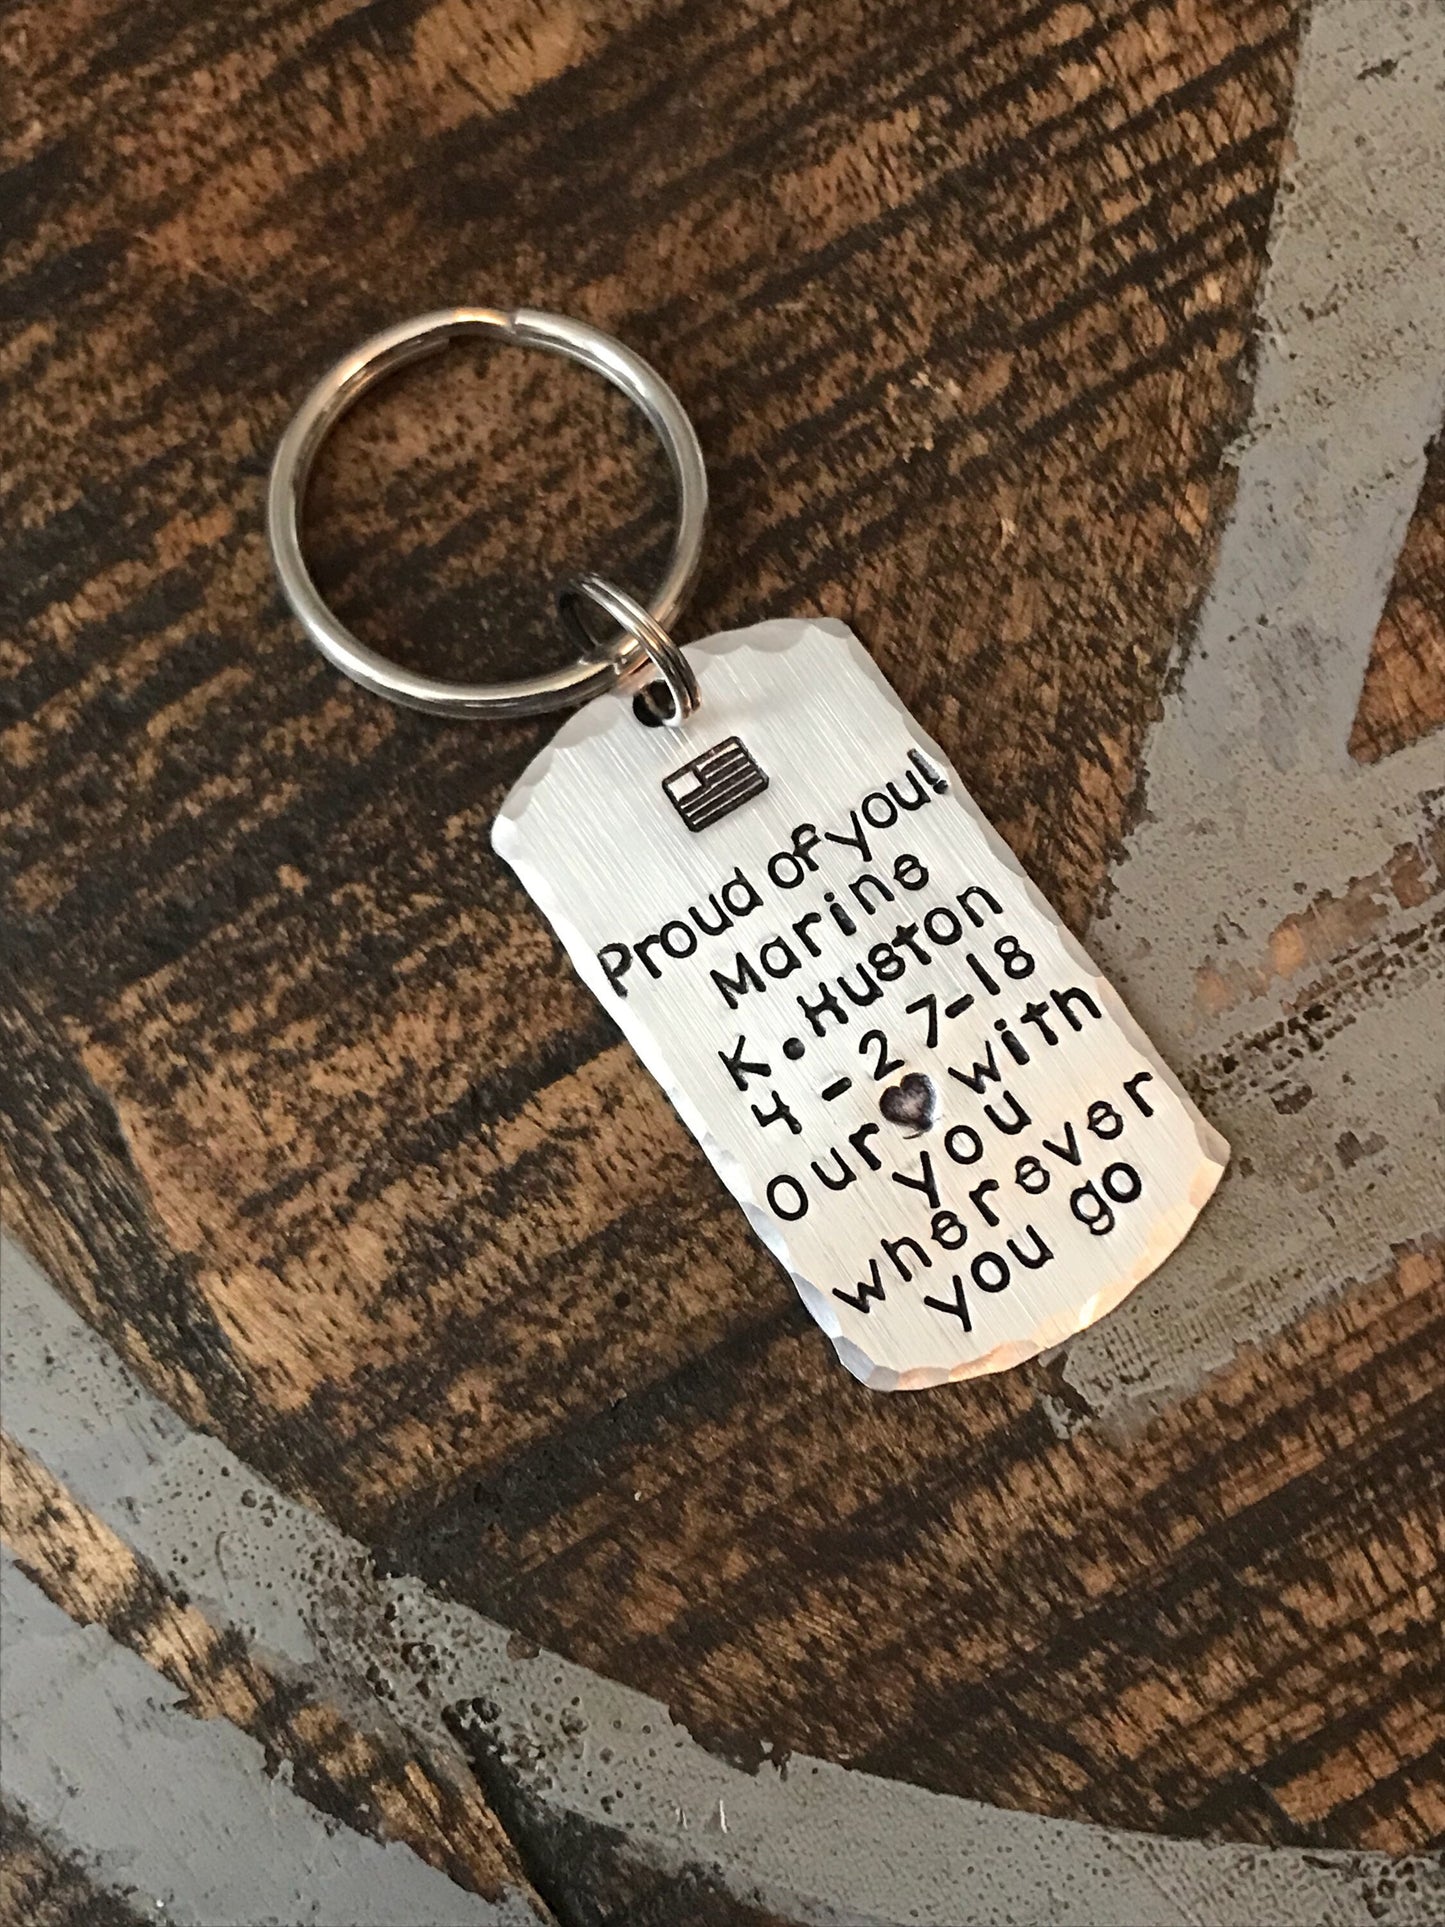 Proud of you!
Marine
K. Huston
4-27-18
Our ♥ with
you
wherever
you go